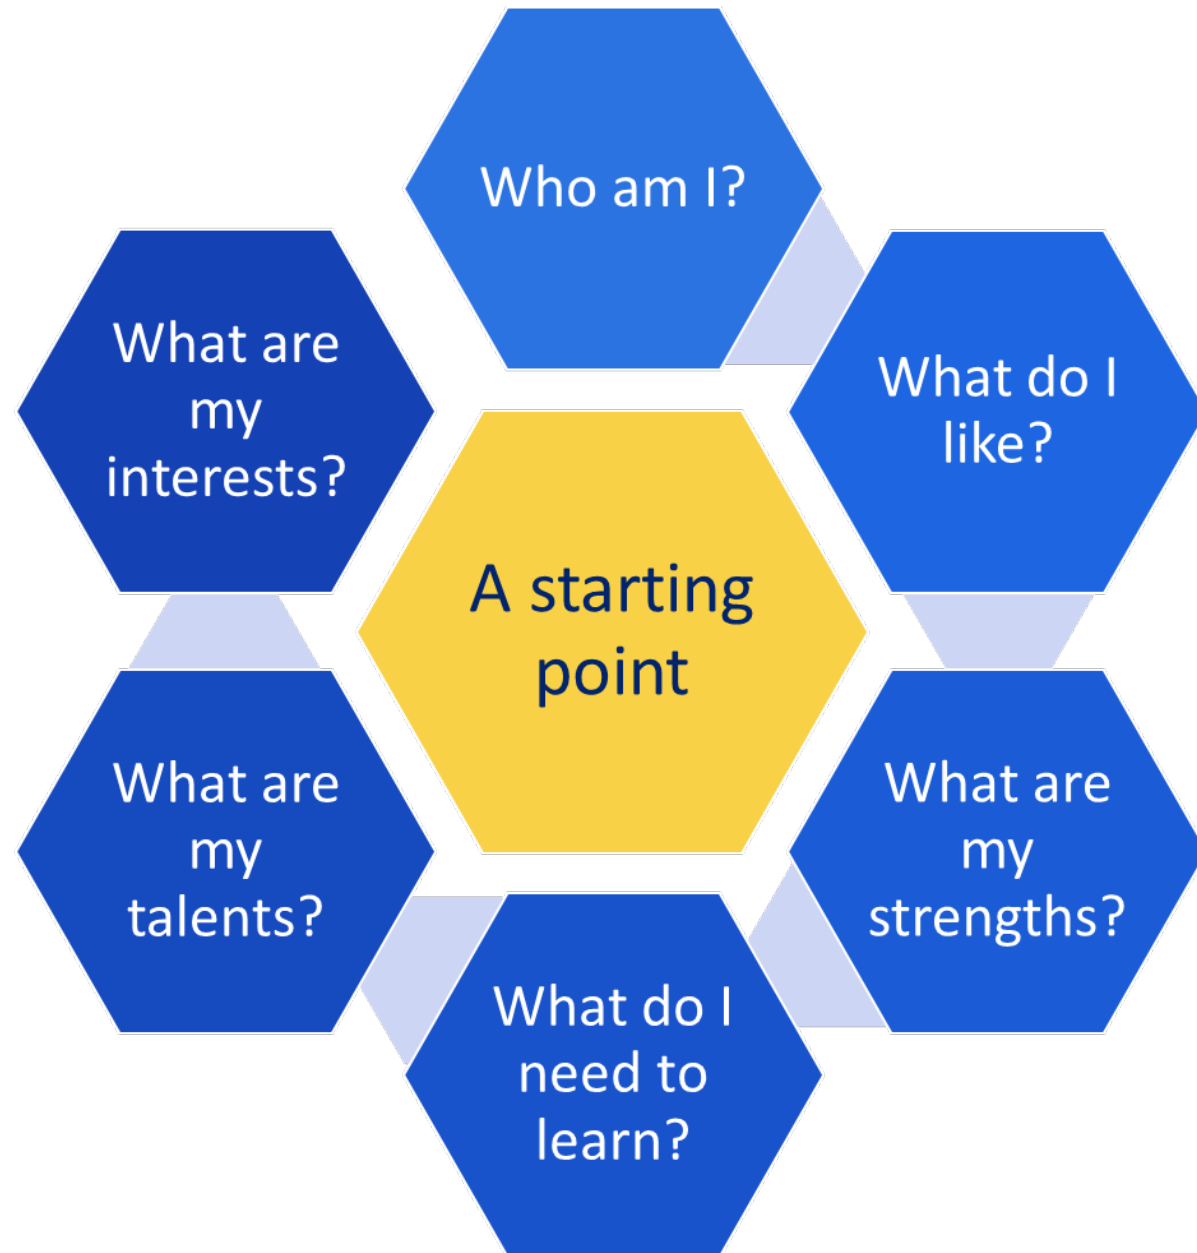 Who am I?
What do I
like?
What are
my
strengths?
What do I
need to
learn?
What are
my
talents?
What are
my
interests?
A starting
point